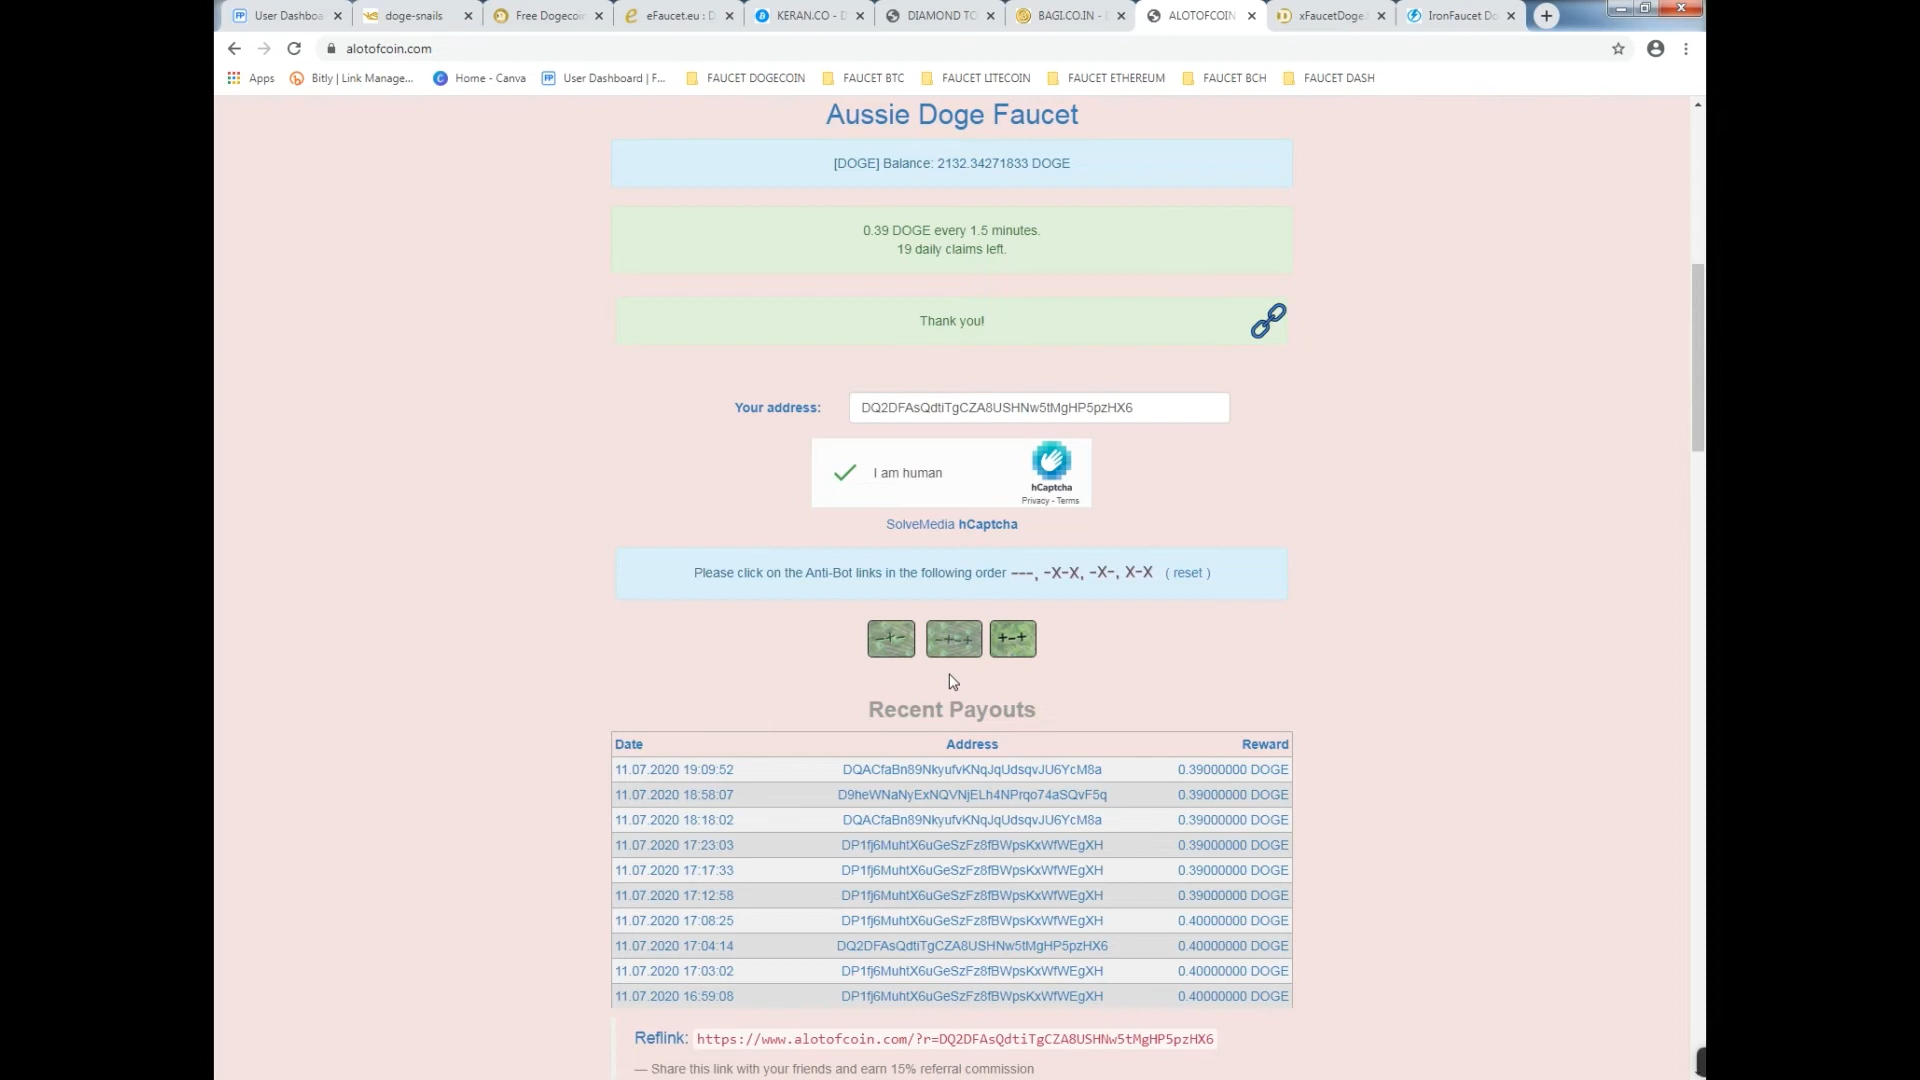 User Dashboa
doge-snails
Free Dogecoi
eFaucet.eu : D
KERAN.CO - D
DIAMOND TO
BAGI.CO.IN -
ALOTOFCOIN
xFaucetDoge.
IronFaucet Do
alotofcoin.com
Apps
Bitly | Link Manage...
Home - Canva
User Dashboard | F...
FAUCET DOGECOIN
FAUCET BTC
FAUCET LITECOIN
FAUCET ETHEREUM
FAUCET BCH
FAUCET DASH
Aussie Doge Faucet
[DOGE] Balance: 2132.34271833 DOGE
0.39 DOGE every 1.5 minutes.
19 daily claims left.
Thank you!
Your address: DQ2DFAsQdtiTgCZA8USHNw5tMgHP5pzHX6
I am human
hCaptcha
Privacy - Terms
SolveMedia hCaptcha
Please click on the Anti-Bot links in the following order ---, -X-X, -X-, X-X ( reset )
-+- -+-+ +-+
Recent Payouts
Date Address Reward
11.07.2020 19:09:52 DQACfaBn89NkyufvKNqJqUdsqvJU6YcM8a 0.39000000 DOGE
11.07.2020 18:58:07 D9heWNaNyExNQVNjELh4NPrqo74aSQvF5q 0.39000000 DOGE
11.07.2020 18:18:02 DQACfaBn89NkyufvKNqJqUdsqvJU6YcM8a 0.39000000 DOGE
11.07.2020 17:23:03 DP1fj6MuhtX6uGeSzFz8fBWpsKxWfWEgXH 0.39000000 DOGE
11.07.2020 17:17:33 DP1fj6MuhtX6uGeSzFz8fBWpsKxWfWEgXH 0.39000000 DOGE
11.07.2020 17:12:58 DP1fj6MuhtX6uGeSzFz8fBWpsKxWfWEgXH 0.39000000 DOGE
11.07.2020 17:08:25 DP1fj6MuhtX6uGeSzFz8fBWpsKxWfWEgXH 0.40000000 DOGE
11.07.2020 17:04:14 DQ2DFAsQdtiTgCZA8USHNw5tMgHP5pzHX6 0.40000000 DOGE
11.07.2020 17:03:02 DP1fj6MuhtX6uGeSzFz8fBWpsKxWfWEgXH 0.40000000 DOGE
11.07.2020 16:59:08 DP1fj6MuhtX6uGeSzFz8fBWpsKxWfWEgXH 0.40000000 DOGE
Reflink: https://www.alotofcoin.com/?r=DQ2DFAsQdtiTgCZA8USHNw5tMgHP5pzHX6
— Share this link with your friends and earn 15% referral commission